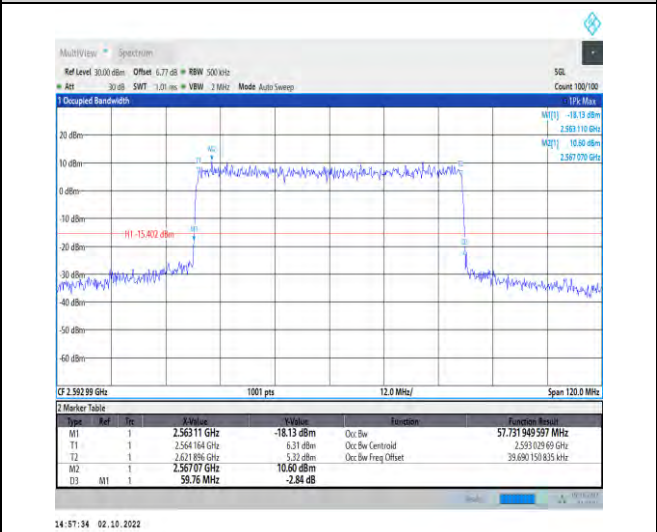 MultiView Spectrum
Ref Level 30.00 dBm Offset 6.77 dB RBW 500 kHz SGL
Att 30 dB SWT 1.01 ms VBW 2 MHz Mode Auto Sweep Count 100/100
1 Occupied Bandwidth 1Pk Max
M1[1] -18.13 dBm
2.563 110 GHz
20 dBm M2[1] 10.60 dBm
2.567 070 GHz
M2
10 dBm
T1
0 dBm
-10 dBm
M1
H1 -15.402 dBm
-20 dBm
-30 dBm
-40 dBm
-50 dBm
-60 dBm
CF 2.592 99 GHz 1001 pts 12.0 MHz/ Span 120.0 MHz
2 Marker Table
Type Ref Trc X-Value Y-Value Function Function Result
M1 1 2.563 11 GHz -18.13 dBm Occ Bw 57.731 949 597 MHz
T1 1 2.564 164 GHz 6.31 dBm Occ Bw Centroid 2.593 029 69 GHz
T2 1 2.621 896 GHz 5.32 dBm Occ Bw Freq Offset 39.690 150 835 kHz
M2 1 2.567 07 GHz 10.60 dBm
D3 M1 1 59.76 MHz -2.84 dB
14:57:34 02.10.2022